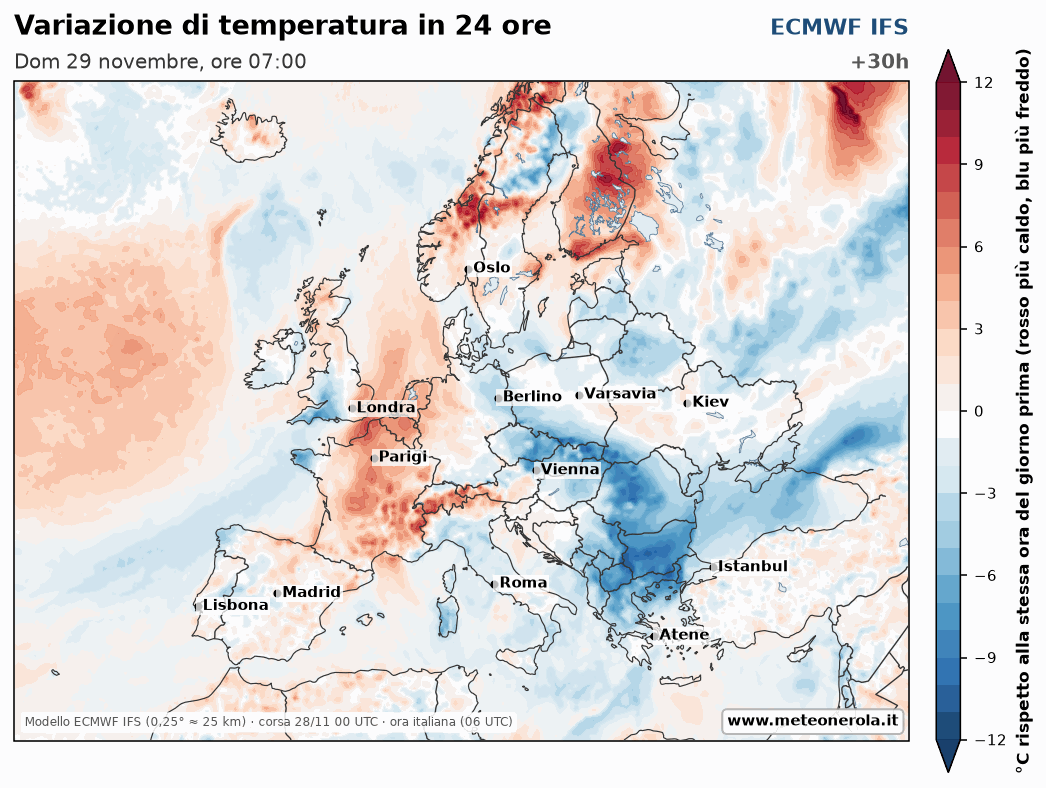 Variazione di temperatura in 24 ore
ECMWF IFS
Dom 29 novembre, ore 07:00
+30h
Oslo
Londra
Berlino
Varsavia
Kiev
Parigi
Vienna
Istanbul
Madrid
Roma
Lisbona
Atene
Modello ECMWF IFS (0,25° ≈ 25 km) · corsa 28/11 00 UTC · ora italiana (06 UTC)
www.meteonerola.it
12
9
6
3
0
−3
−6
−9
−12
°C rispetto alla stessa ora del giorno prima (rosso più caldo, blu più freddo)